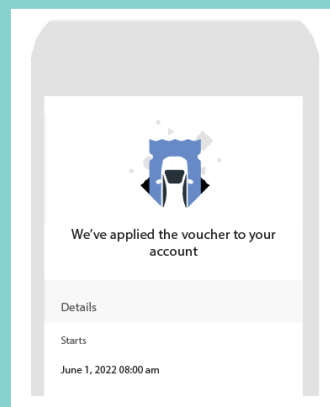 We've applied the voucher to your
account
Details
Starts
June 1, 2022 08:00 am